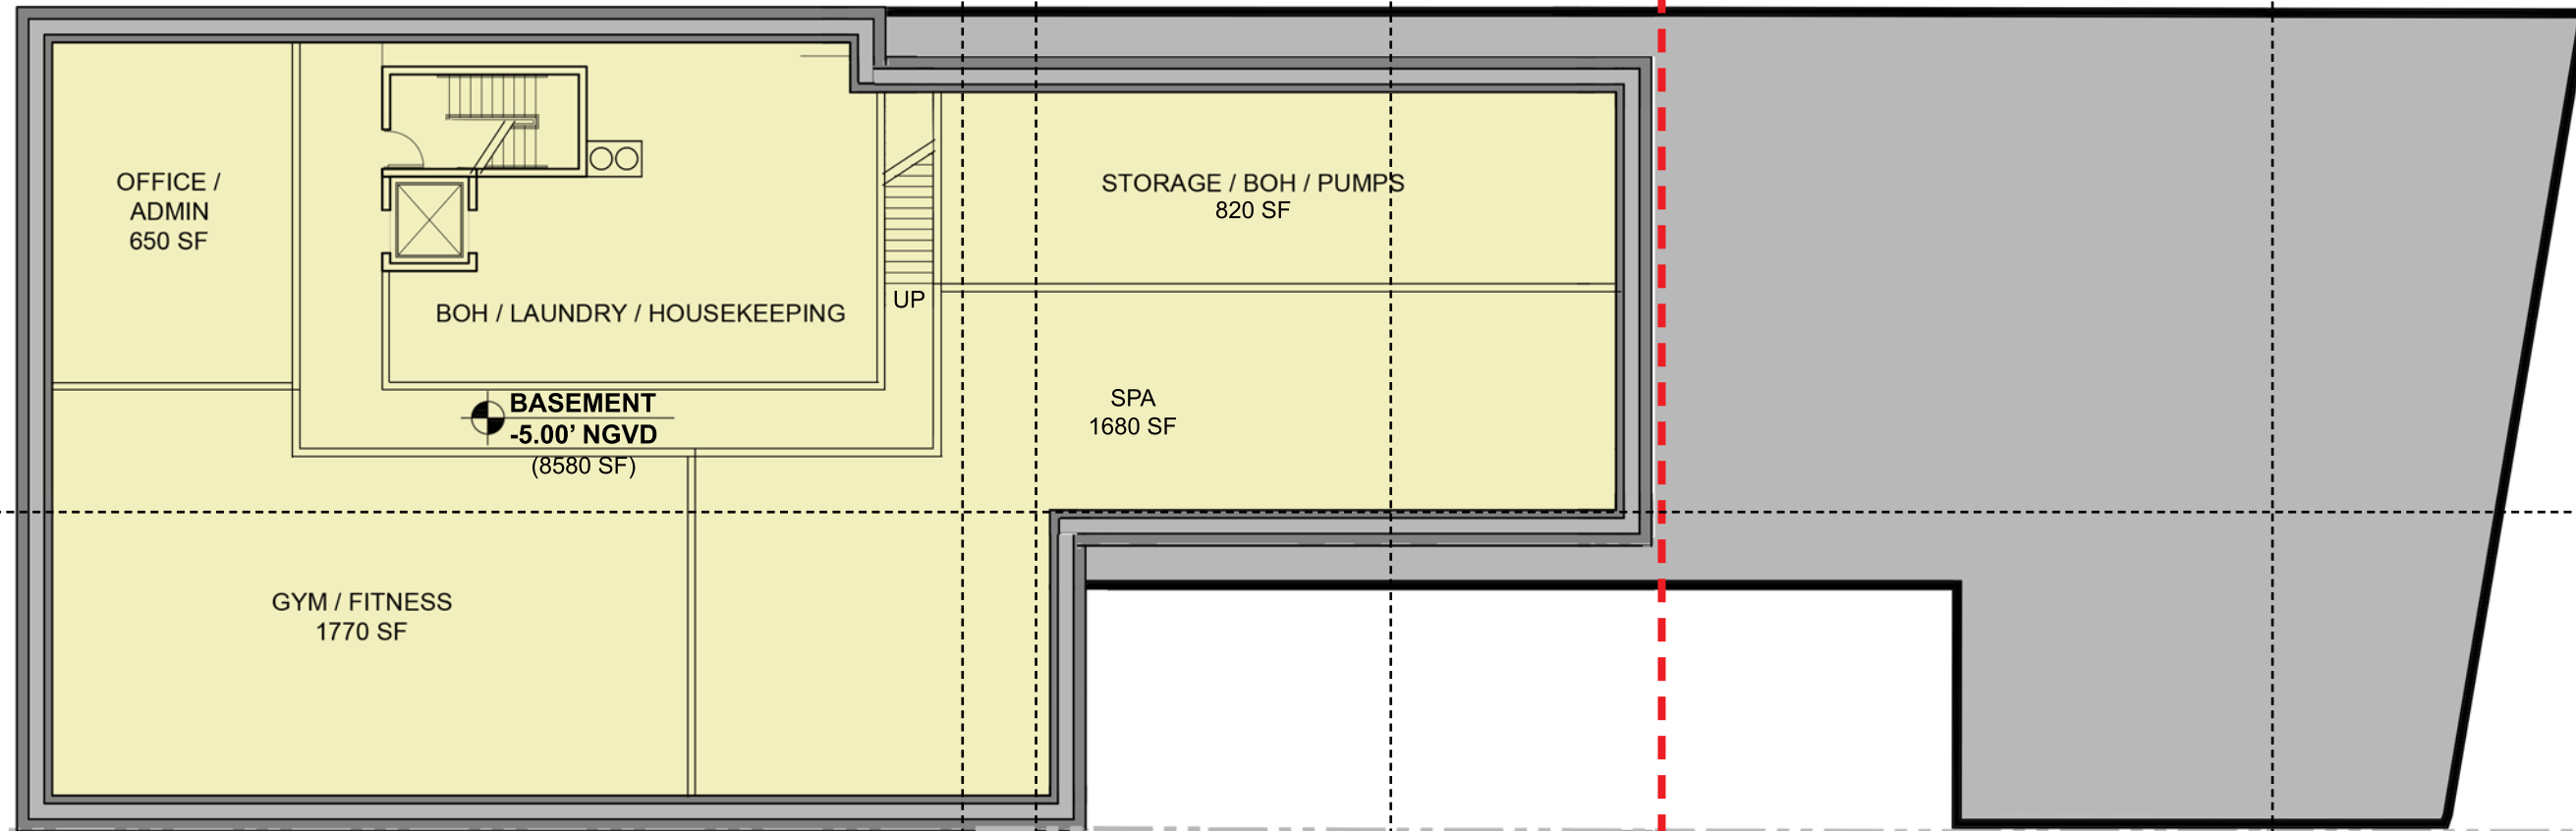 OFFICE /
ADMIN
650 SF
STORAGE / BOH / PUMPS
820 SF
UP
BOH / LAUNDRY / HOUSEKEEPING
BASEMENT
-5.00’ NGVD
(8580 SF)
SPA
1680 SF
GYM / FITNESS
1770 SF